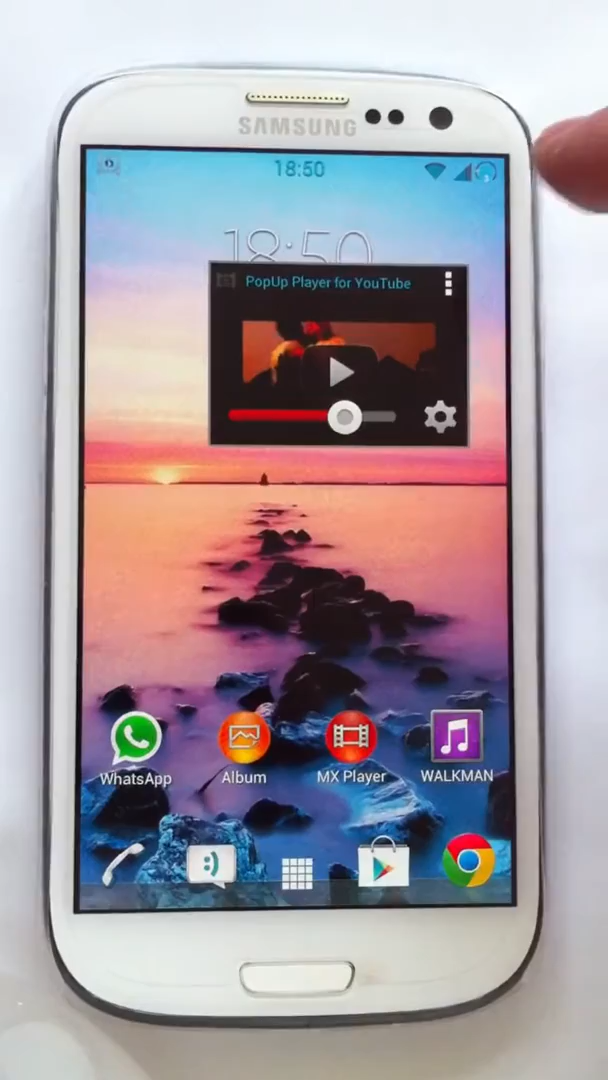 SAMSUNG
18:50
18:50
PopUp Player for YouTube
WhatsApp
Album
MX Player
WALKMAN